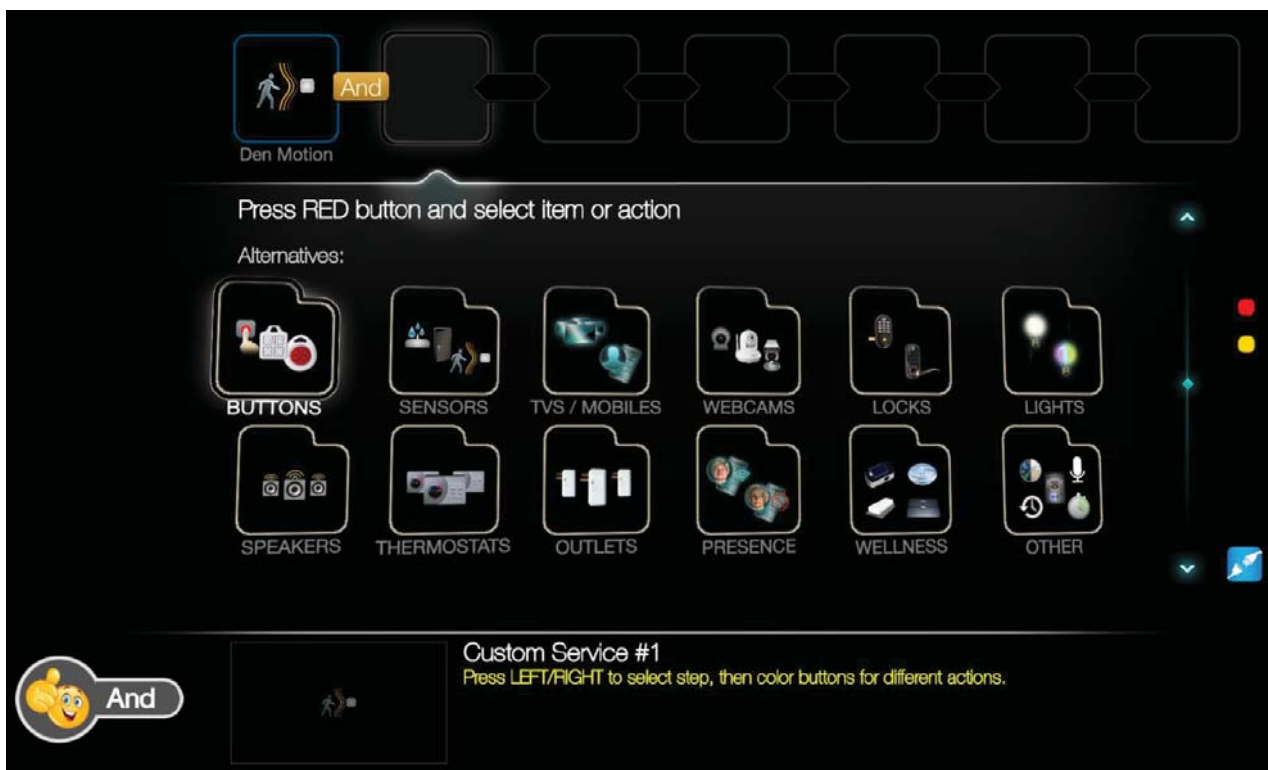 And
Den Motion
Press RED button and select item or action
Alternatives:
BUTTONS SENSORS TVS / MOBILES WEBCAMS LOCKS LIGHTS
SPEAKERS THERMOSTATS OUTLETS PRESENCE WELLNESS OTHER
Custom Service #1
Press LEFT/RIGHT to select step, then color buttons for different actions.
And